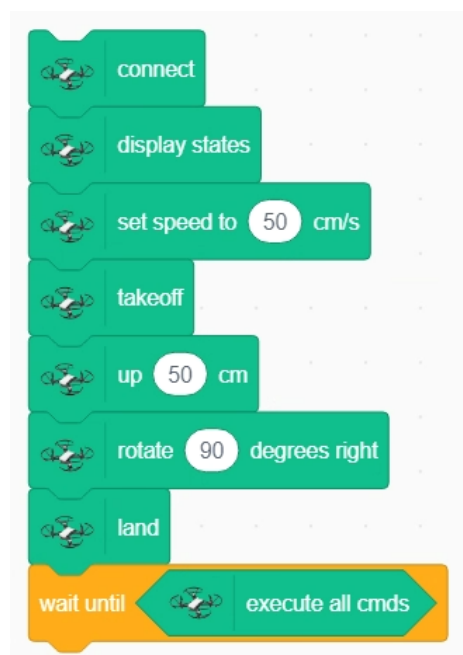 connect
display states
set speed to 50 cm/s
takeoff
up 50 cm
rotate 90 degrees right
land
wait until execute all cmds